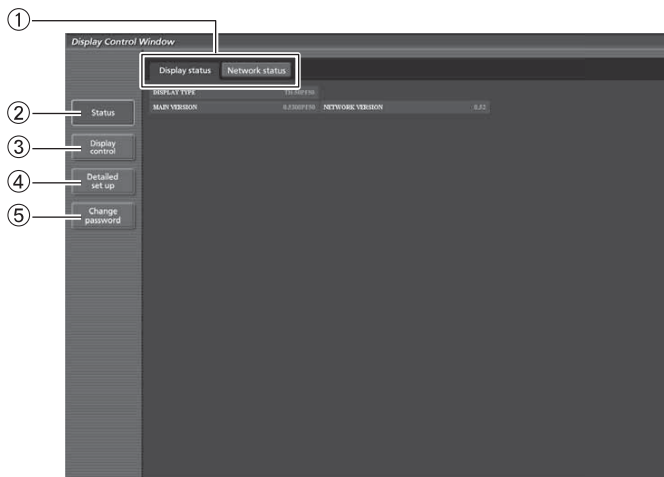 ①
Display Control Window
Display status Network status
DISPLAY TYPE
② Status
MAIN VERSION NETWORK VERSION
③ Display
control
④ Detailed
set up
⑤ Change
password